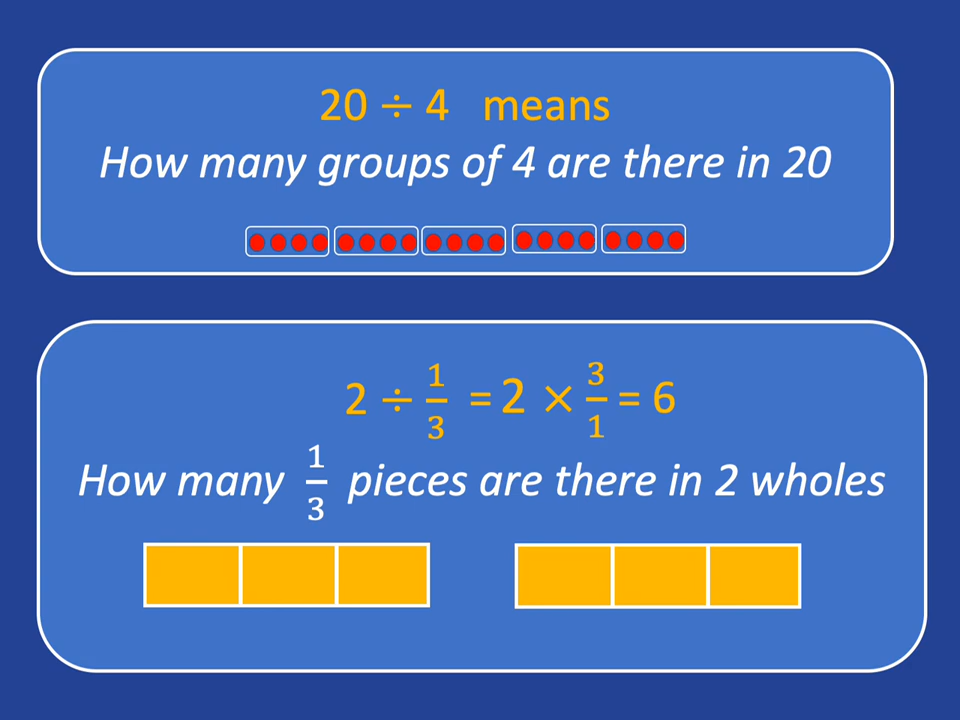 20 ÷ 4 means
How many groups of 4 are there in 20
2 ÷ 1/3 = 2 × 3/1 = 6
How many 1/3 pieces are there in 2 wholes